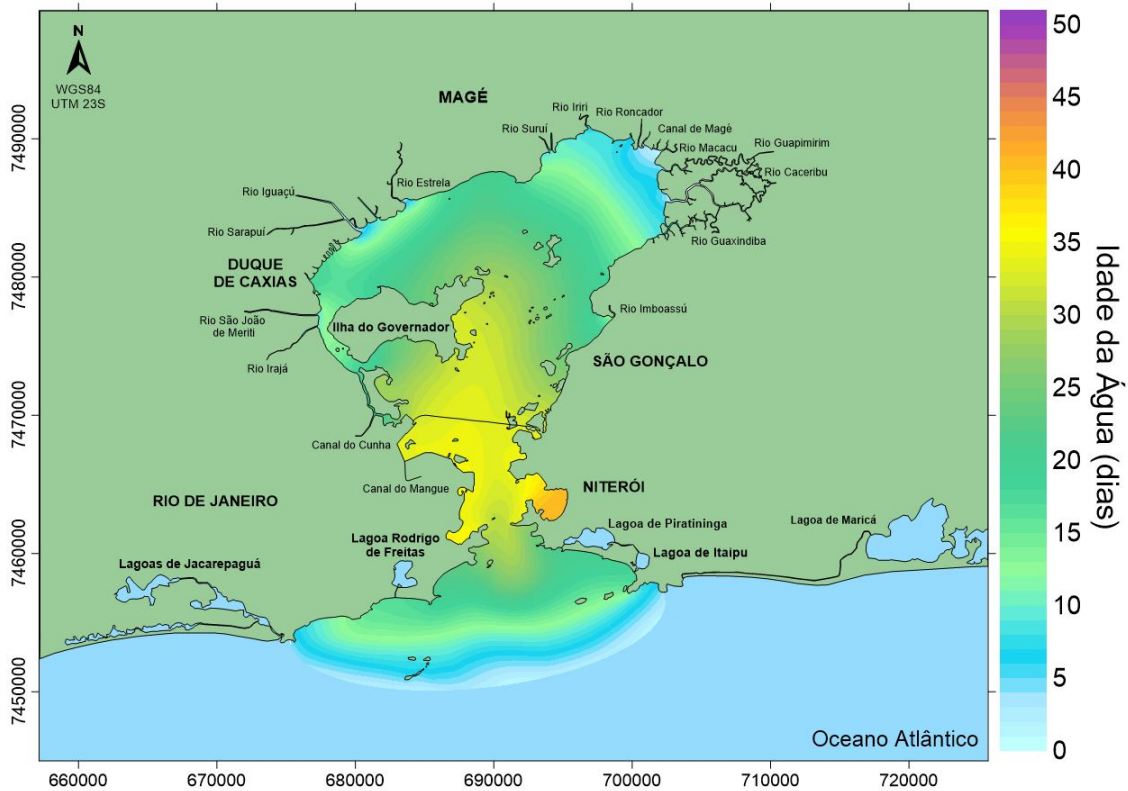 N
WGS84
UTM 23S
MAGÉ
Rio Iriri
Rio Roncador
Rio Suruí
Canal de Magé
Rio Macacu
Rio Guapimirim
Rio Caceribu
Rio Estrela
Rio Iguaçú
Rio Sarapuí
Rio Guaxindiba
DUQUE
DE CAXIAS
Rio São João
de Meriti
Ilha do Governador
Rio Imboassú
Rio Irajá
SÃO GONÇALO
Canal do Cunha
Canal do Mangue
NITERÓI
RIO DE JANEIRO
Lagoa de Piratininga
Lagoa de Maricá
Lagoa Rodrigo
de Freitas
Lagoa de Itaipu
Lagoas de Jacarepaguá
Oceano Atlântico
7490000
7480000
7470000
7460000
7450000
660000
670000
680000
690000
700000
710000
720000
50
45
40
35
30
25
20
15
10
5
0
Idade da Água (dias)